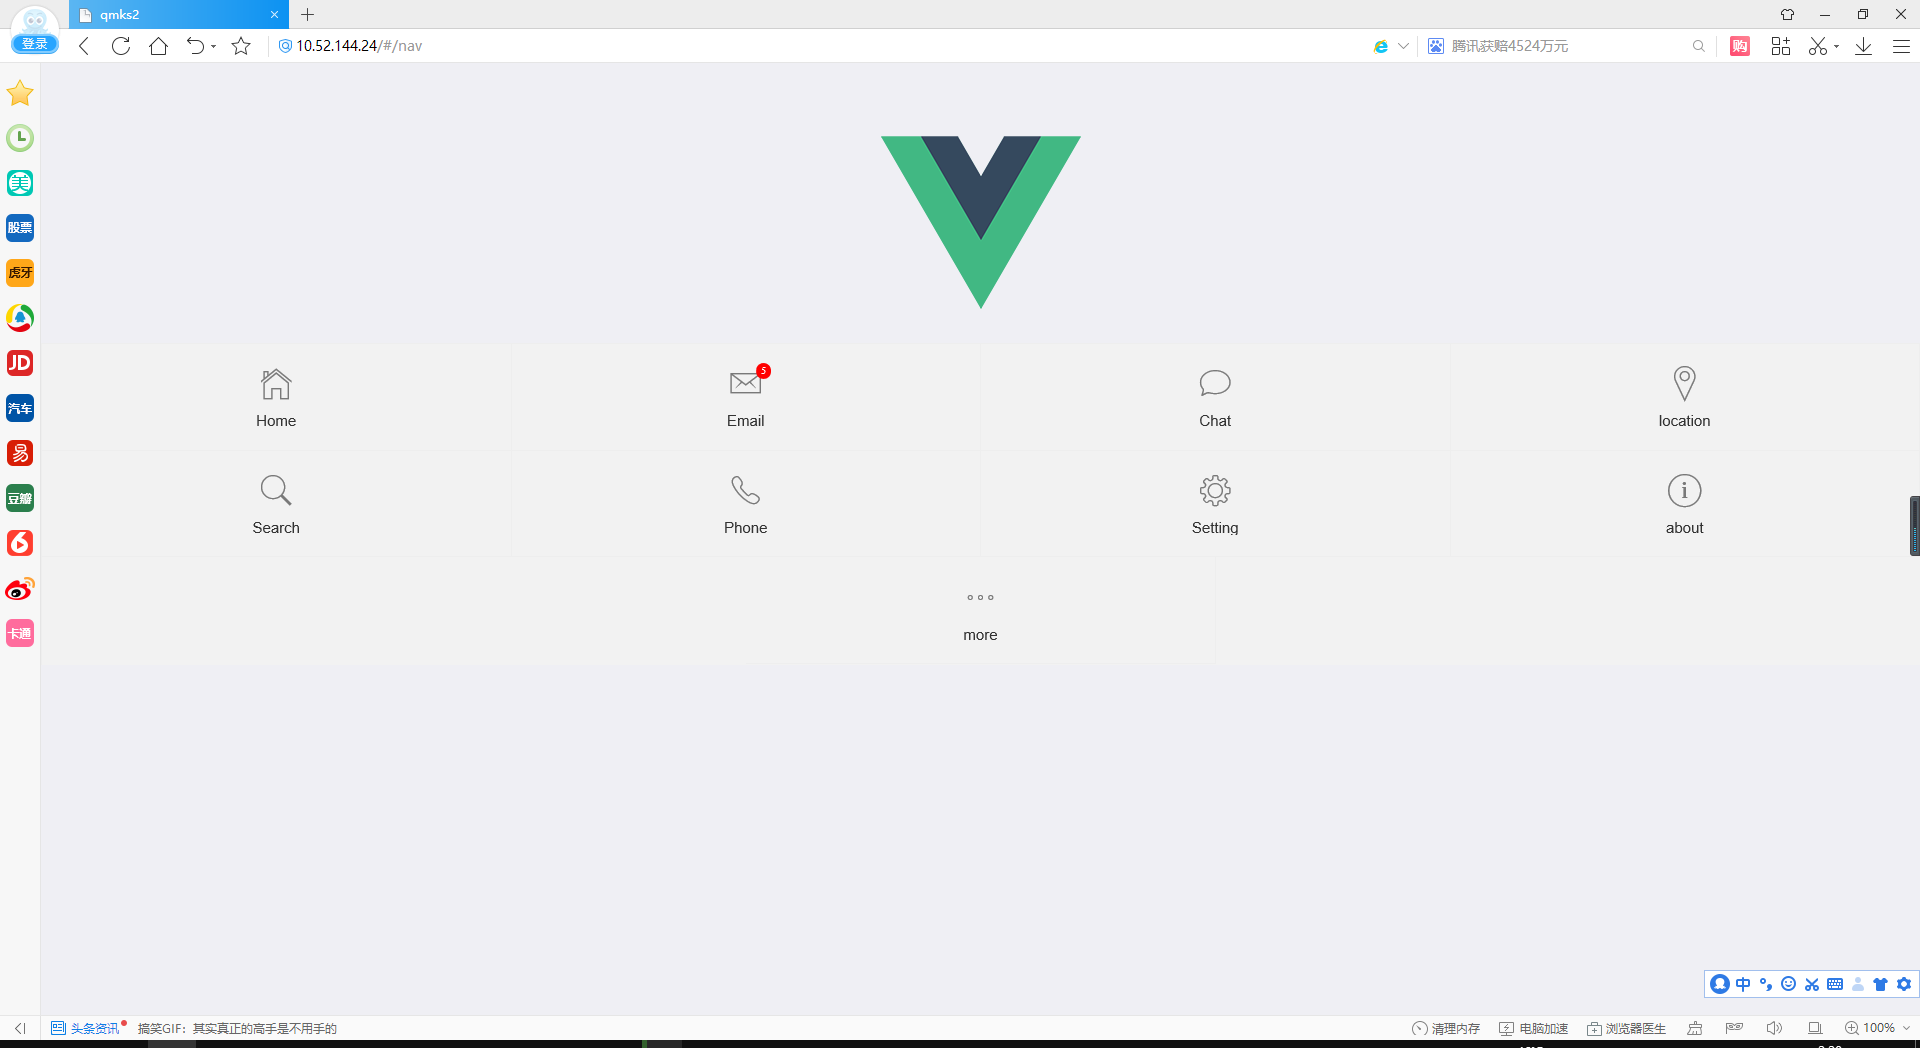 qmks2
登录
10.52.144.24/#/nav
腾讯获赔4524万元
购
美
股票
虎牙
JD
汽车
易
豆瓣
6
卡通
5
Home
Email
Chat
location
Search
Phone
Setting
about
more
中
头条资讯
搞笑GIF：其实真正的高手是不用手的
清理内存
电脑加速
浏览器医生
100%